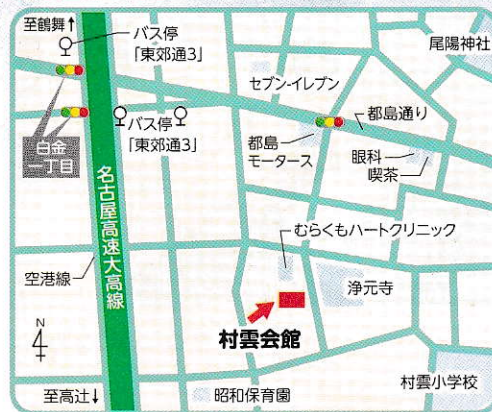 至鶴舞↑
バス停
「東郊通3」
尾陽神社
セブン-イレブン
バス停
「東郊通3」
都島通り
白金
一丁目
都島
モータース
眼科
喫茶
名古屋高速大高線
むらくもハートクリニック
空港線
浄元寺
N
村雲会館
村雲小学校
至高辻↓
昭和保育園